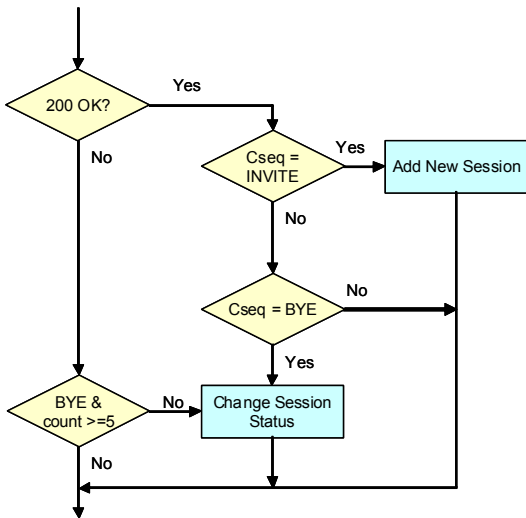 Yes
200 OK?
No
Cseq =
INVITE
Yes
Add New Session
No
Cseq = BYE
No
Yes
BYE &
count >=5
No
Change Session
Status
No